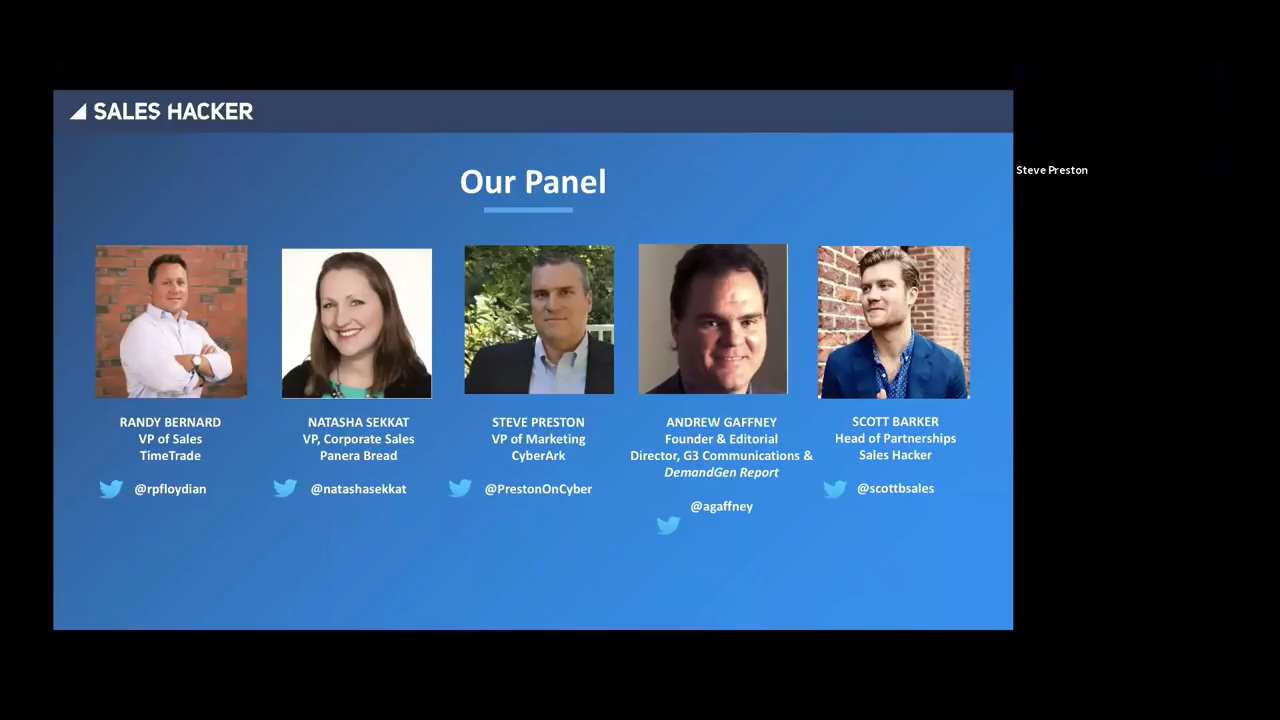 SALES HACKER
Our Panel
Steve Preston
RANDY BERNARD
VP of Sales
TimeTrade
@rpfloydian
NATASHA SEKKAT
VP, Corporate Sales
Panera Bread
@natashasekkat
STEVE PRESTON
VP of Marketing
CyberArk
@PrestonOnCyber
ANDREW GAFFNEY
Founder & Editorial
Director, G3 Communications &
DemandGen Report
@agaffney
SCOTT BARKER
Head of Partnerships
Sales Hacker
@scottbsales